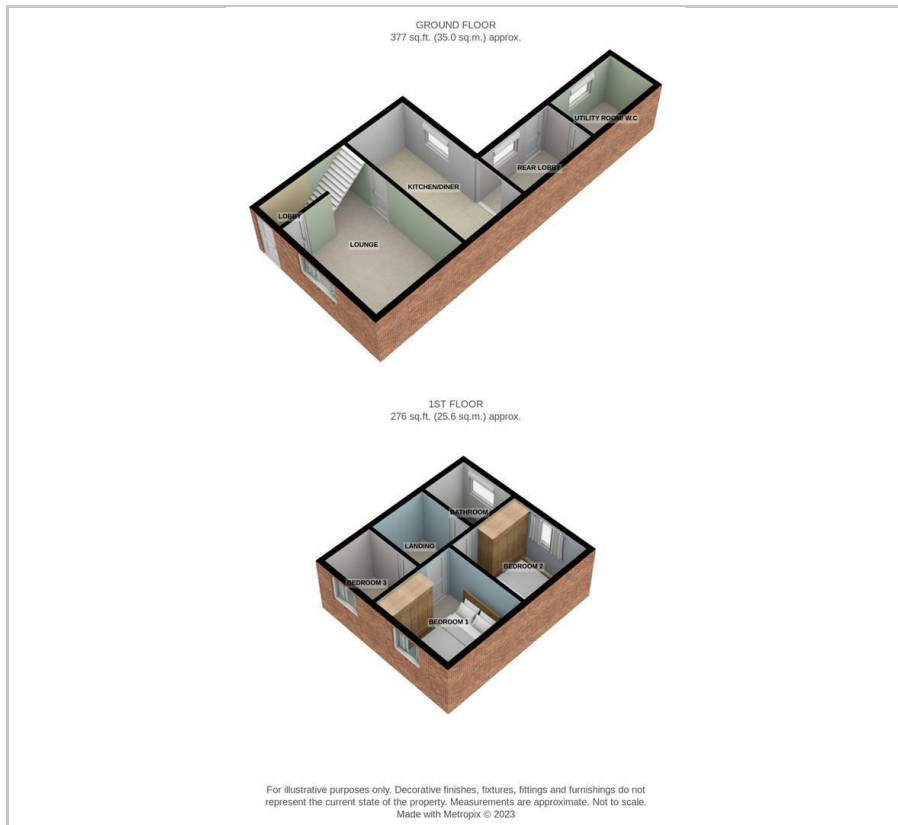 GROUND FLOOR
377 sq.ft. (35.0 sq.m.) approx.
UTILITY ROOM/ W.C
REAR LOBBY
KITCHEN/DINER
LOBBY
LOUNGE
1ST FLOOR
276 sq.ft. (25.6 sq.m.) approx.
BATHROOM
LANDING
BEDROOM 2
BEDROOM 3
BEDROOM 1
For illustrative purposes only. Decorative finishes, fixtures, fittings and furnishings do not
represent the current state of the property. Measurements are approximate. Not to scale.
Made with Metropix © 2023